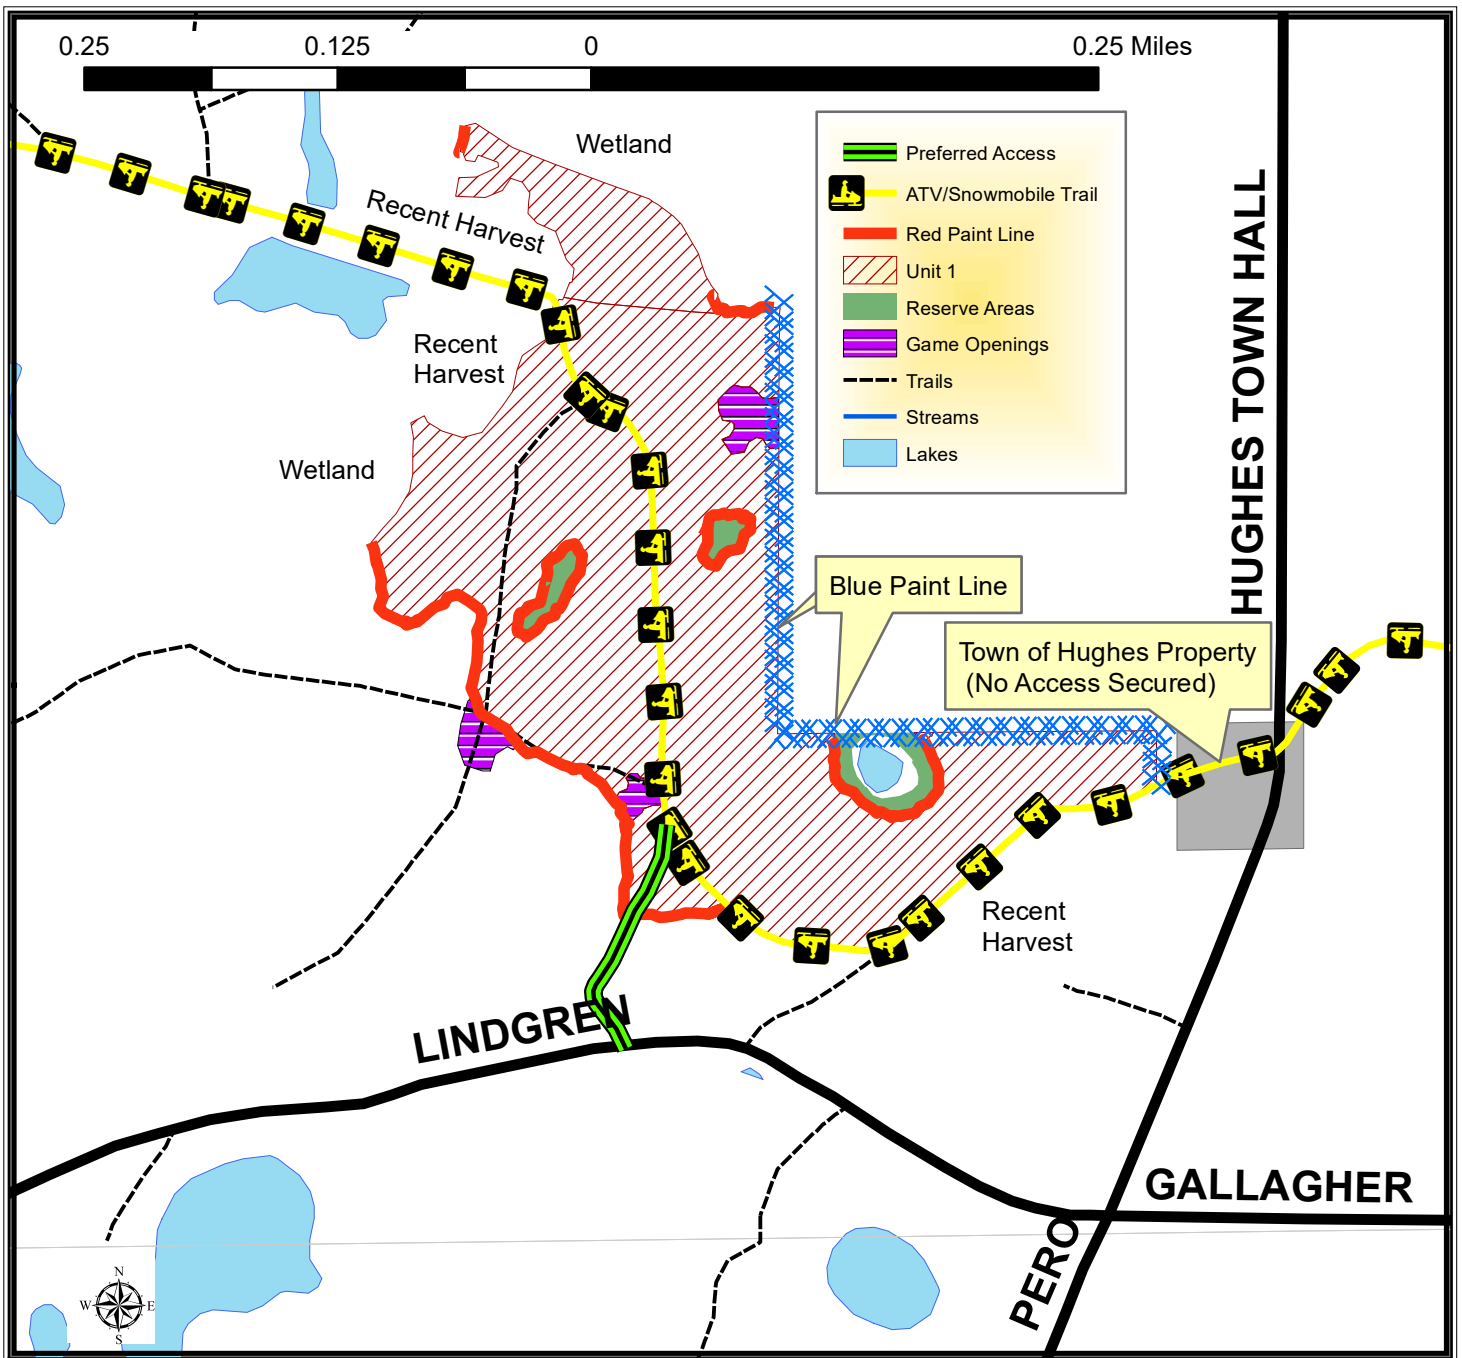 0.25 0.125 0 0.25 Miles
Wetland
Preferred Access
ATV/Snowmobile Trail
Red Paint Line
Unit 1
Reserve Areas
Game Openings
Trails
Streams
Lakes
HUGHES TOWN HALL
Recent Harvest
Recent
Harvest
Wetland
Blue Paint Line
Town of Hughes Property
(No Access Secured)
Recent
Harvest
LINDGREN
GALLAGHER
PERO
N
W E
S